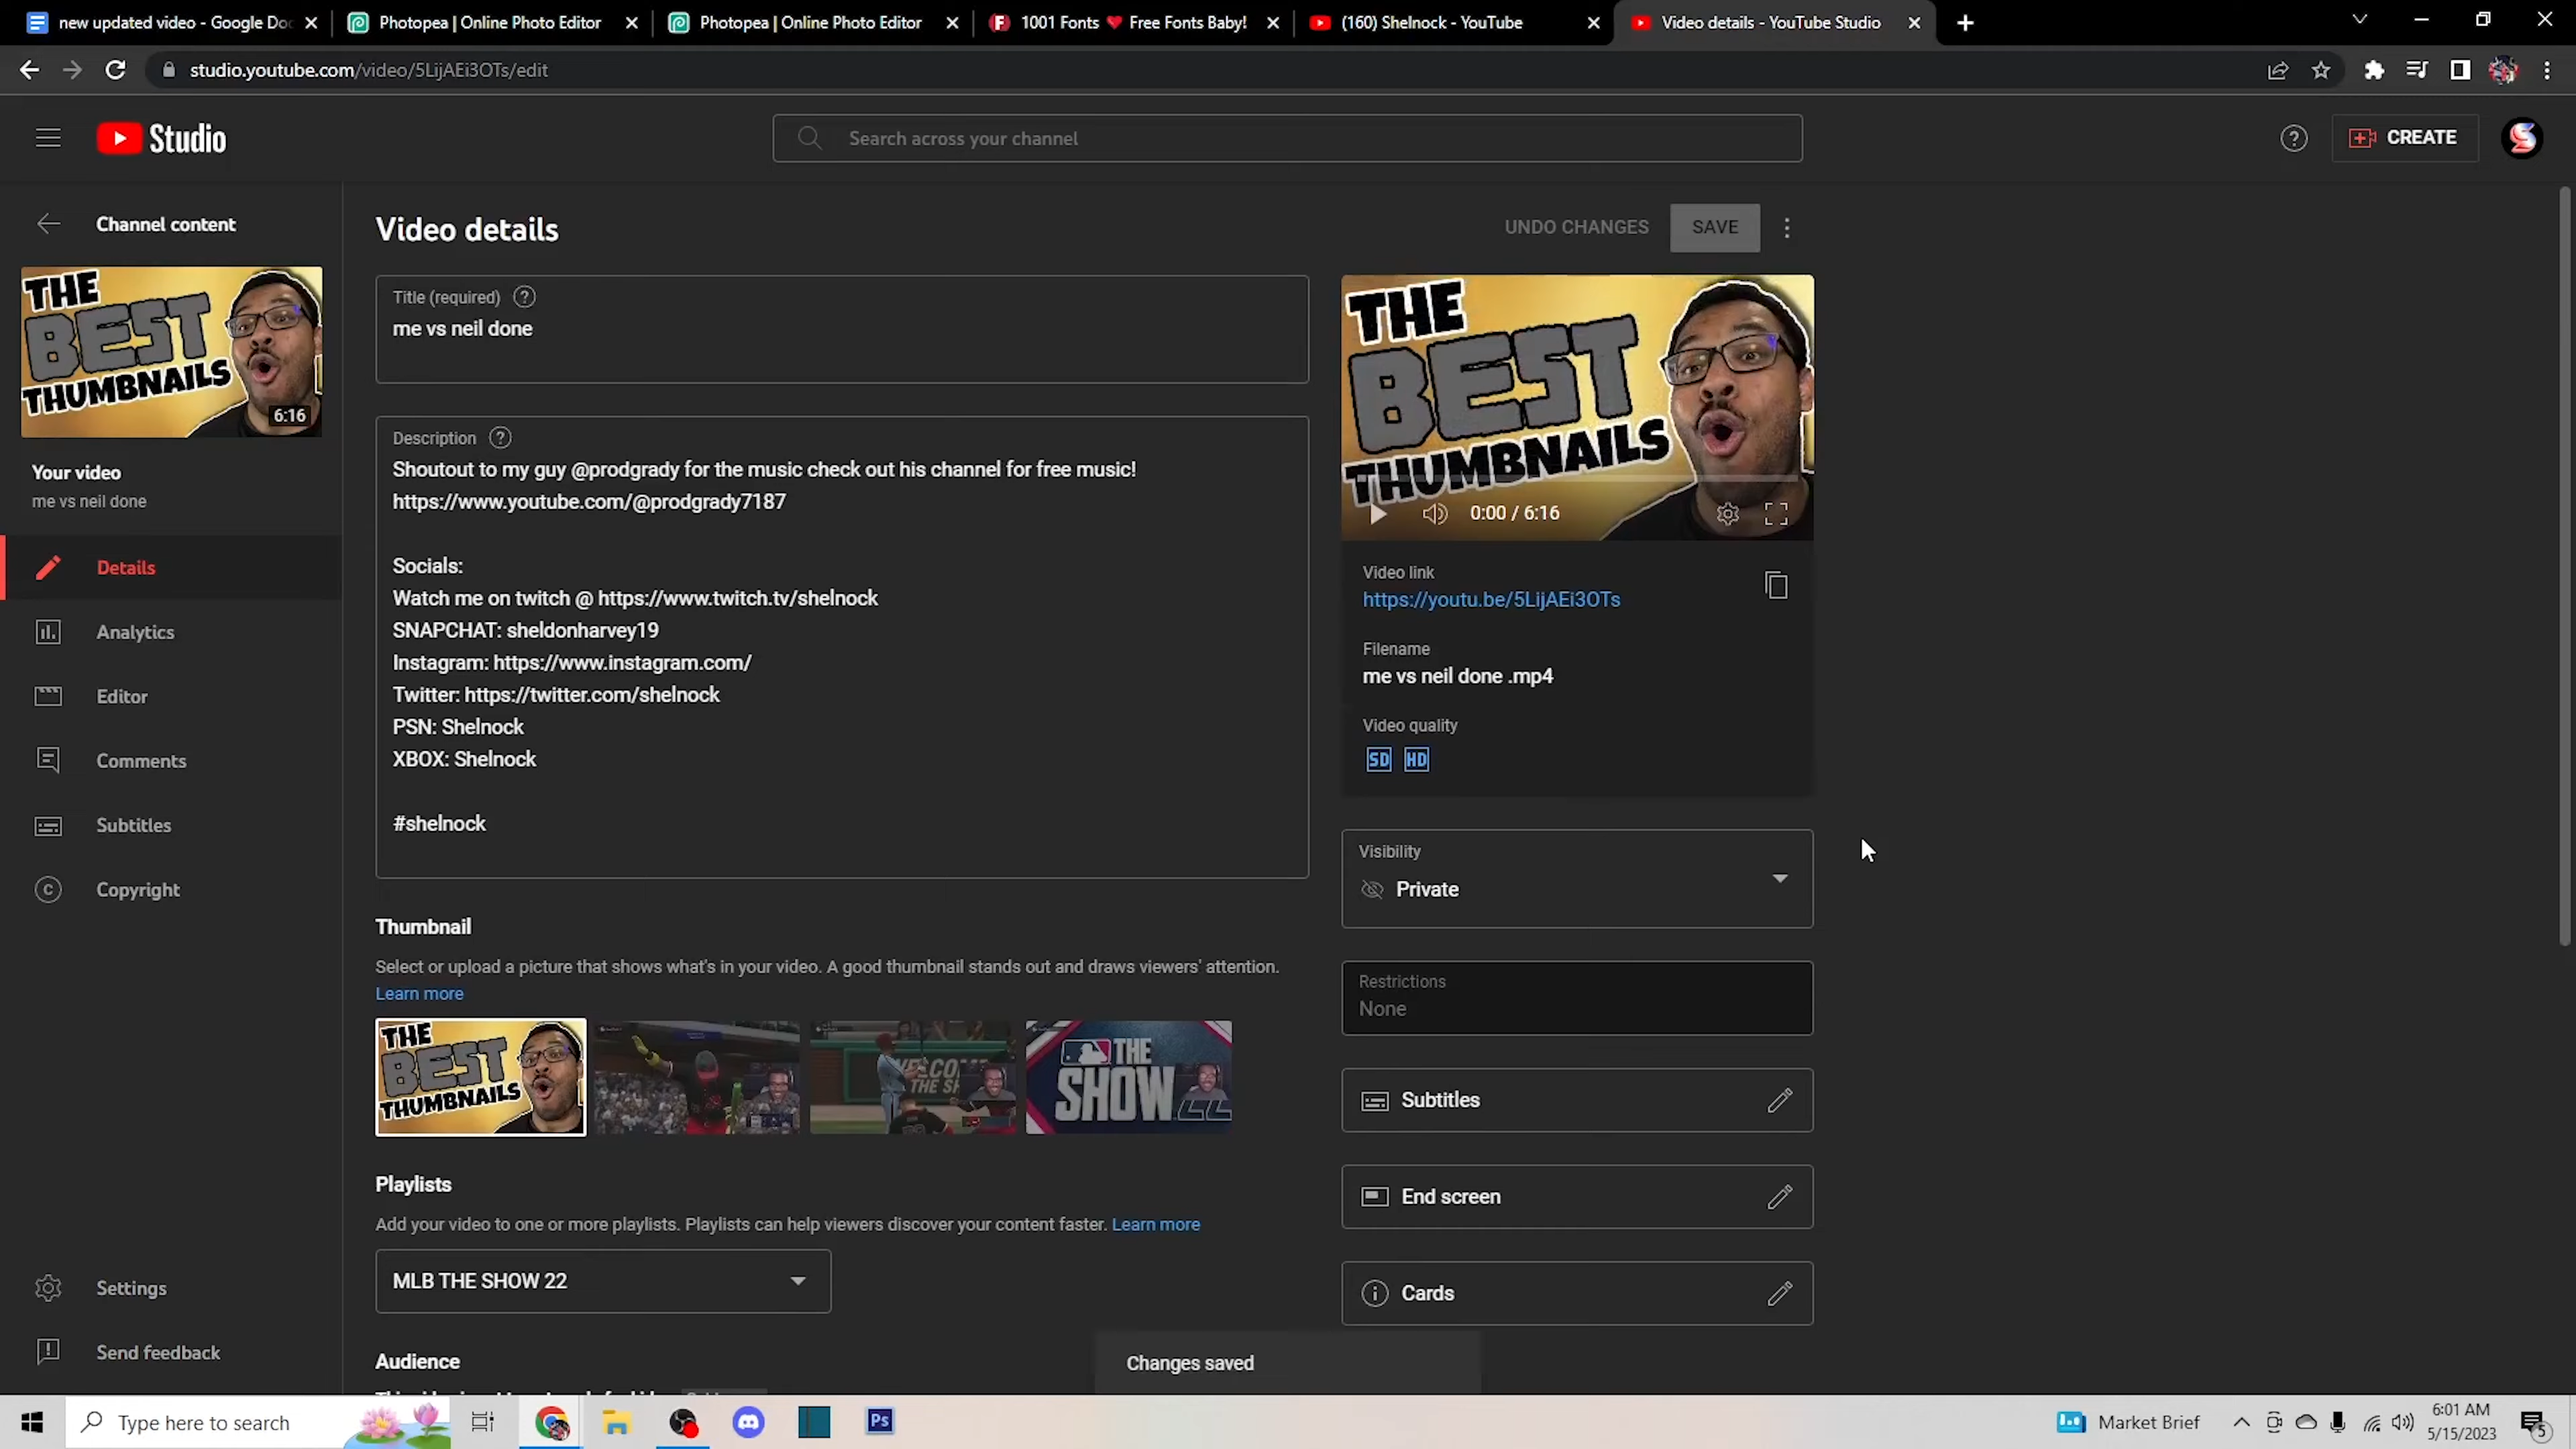 new updated video - Google Doc
Photopea | Online Photo Editor
Photopea | Online Photo Editor
1001 Fonts ❤ Free Fonts Baby!
(160) Shelnock - YouTube
Video details - YouTube Studio
studio.youtube.com/video/5LijAEi3OTs/edit
Studio
Search across your channel
CREATE
Channel content
Video details
UNDO CHANGES
SAVE
THE
BEST
THUMBNAILS
6:16
Your video
me vs neil done
Details
Analytics
Editor
Comments
Subtitles
Copyright
Settings
Send feedback
Title (required)
me vs neil done
Description
Shoutout to my guy @prodgrady for the music check out his channel for free music!
https://www.youtube.com/@prodgrady7187
Socials:
Watch me on twitch @ https://www.twitch.tv/shelnock
SNAPCHAT: sheldonharvey19
Instagram: https://www.instagram.com/
Twitter: https://twitter.com/shelnock
PSN: Shelnock
XBOX: Shelnock
#shelnock
Thumbnail
Select or upload a picture that shows what's in your video. A good thumbnail stands out and draws viewers' attention.
Learn more
THE
BEST
THUMBNAILS
WELCOME
THE SH
THE
SHOW
22
Playlists
Add your video to one or more playlists. Playlists can help viewers discover your content faster. Learn more
MLB THE SHOW 22
Audience
THE
BEST
THUMBNAILS
0:00 / 6:16
Video link
https://youtu.be/5LijAEi3OTs
Filename
me vs neil done .mp4
Video quality
SD HD
Visibility
Private
Restrictions
None
Subtitles
End screen
Cards
Changes saved
Type here to search
Ps
Market Brief
6:01 AM
5/15/2023
5